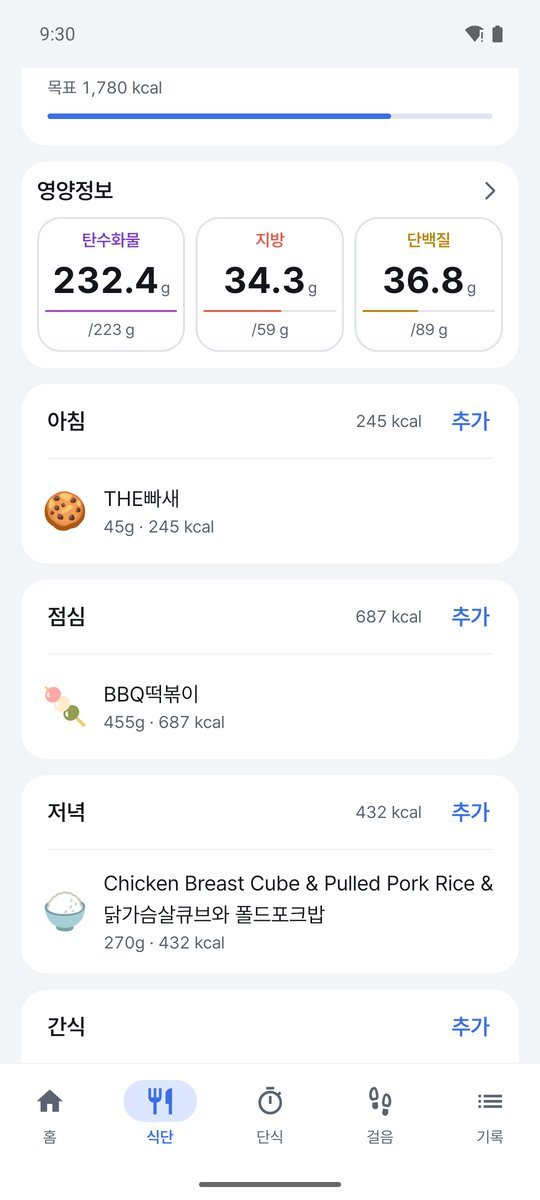 9:30
목표 1,780 kcal
영양정보
탄수화물
232.4g
/223 g
지방
34.3g
/59 g
단백질
36.8g
/89 g
아침
245 kcal
추가
THE빠새
45g · 245 kcal
점심
687 kcal
추가
BBQ떡볶이
455g · 687 kcal
저녁
432 kcal
추가
Chicken Breast Cube & Pulled Pork Rice &
닭가슴살큐브와 폴드포크밥
270g · 432 kcal
간식
추가
홈
식단
단식
걸음
기록